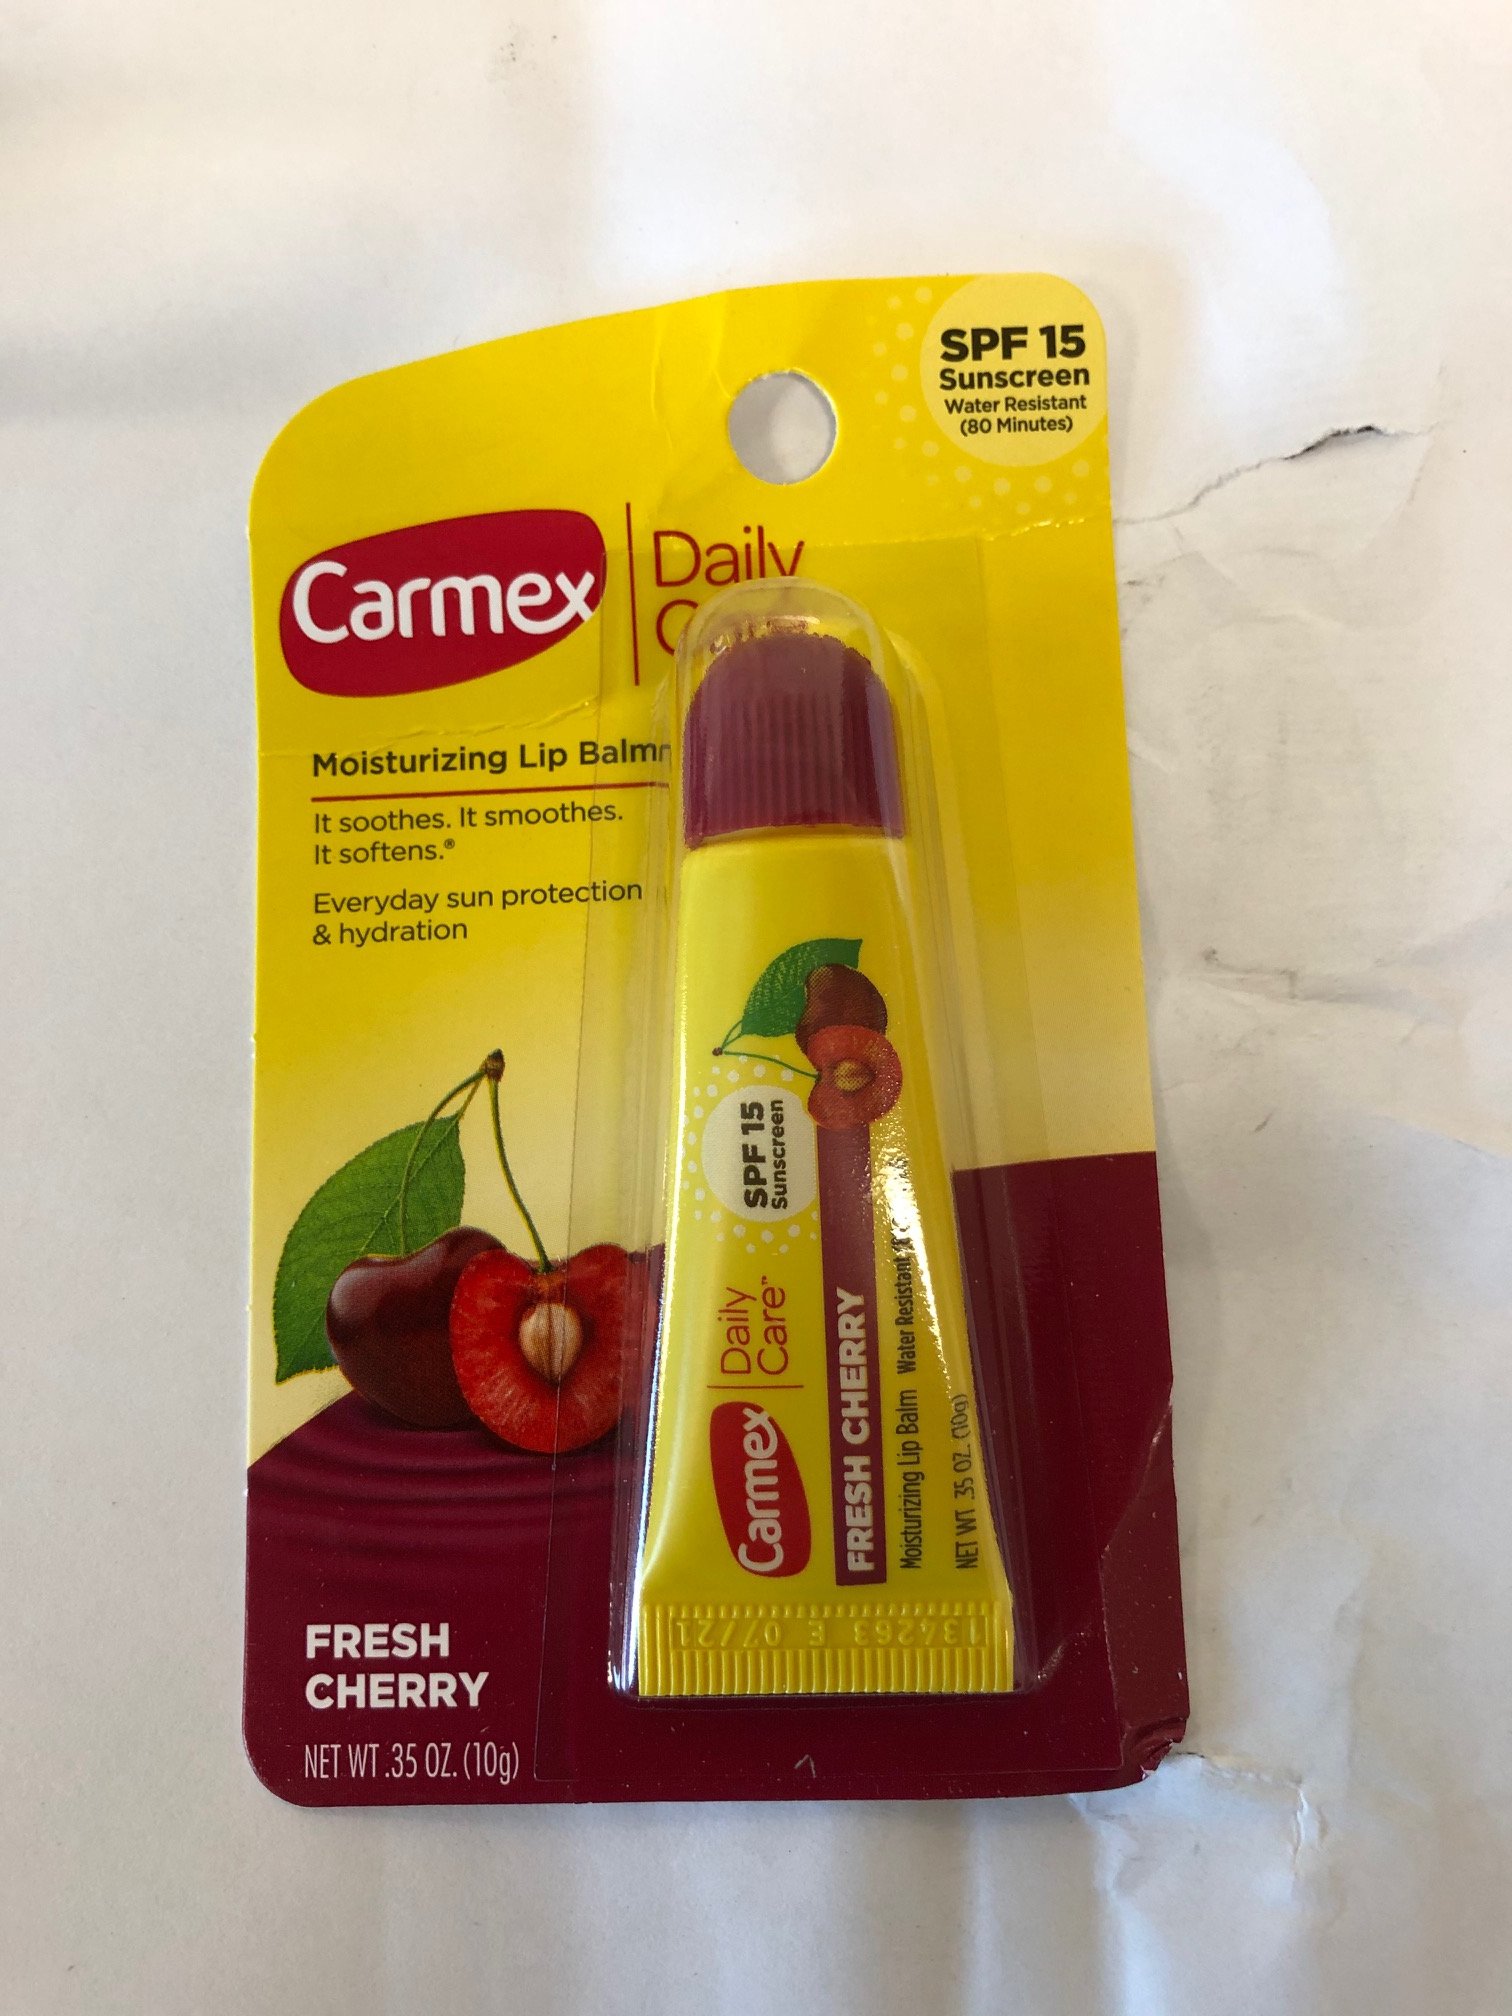 SPF 15
Sunscreen
Water Resistant
(80 Minutes)
Carmex
Daily
Moisturizing Lip Balm
It soothes. It smoothes.
It softens.®
Everyday sun protection
& hydration
FRESH
CHERRY
NET WT .35 OZ. (10g)
SPF 15
Sunscreen
Carmex
Daily
Care™
FRESH CHERRY
Moisturizing Lip Balm Water Resistant
NET WT .35 OZ. (10g)
134263 E 07/21